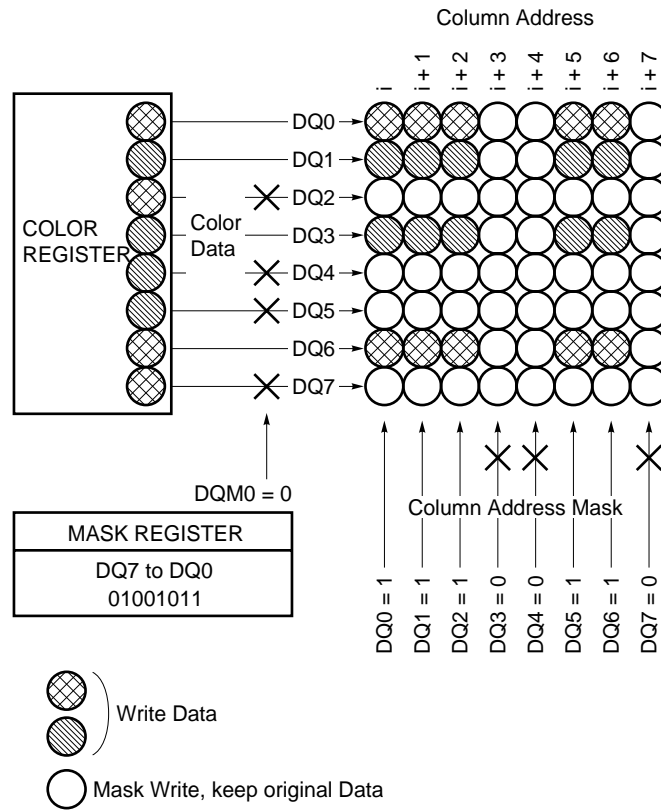 Column Address
i
i + 1
i + 2
i + 3
i + 4
i + 5
i + 6
i + 7
COLOR
REGISTER
Color
Data
DQ0
DQ1
DQ2
DQ3
DQ4
DQ5
DQ6
DQ7
DQM0 = 0
Column Address Mask
MASK REGISTER
DQ7 to DQ0
01001011
DQ0 = 1
DQ1 = 1
DQ2 = 1
DQ3 = 0
DQ4 = 0
DQ5 = 1
DQ6 = 1
DQ7 = 0
Write Data
Mask Write, keep original Data